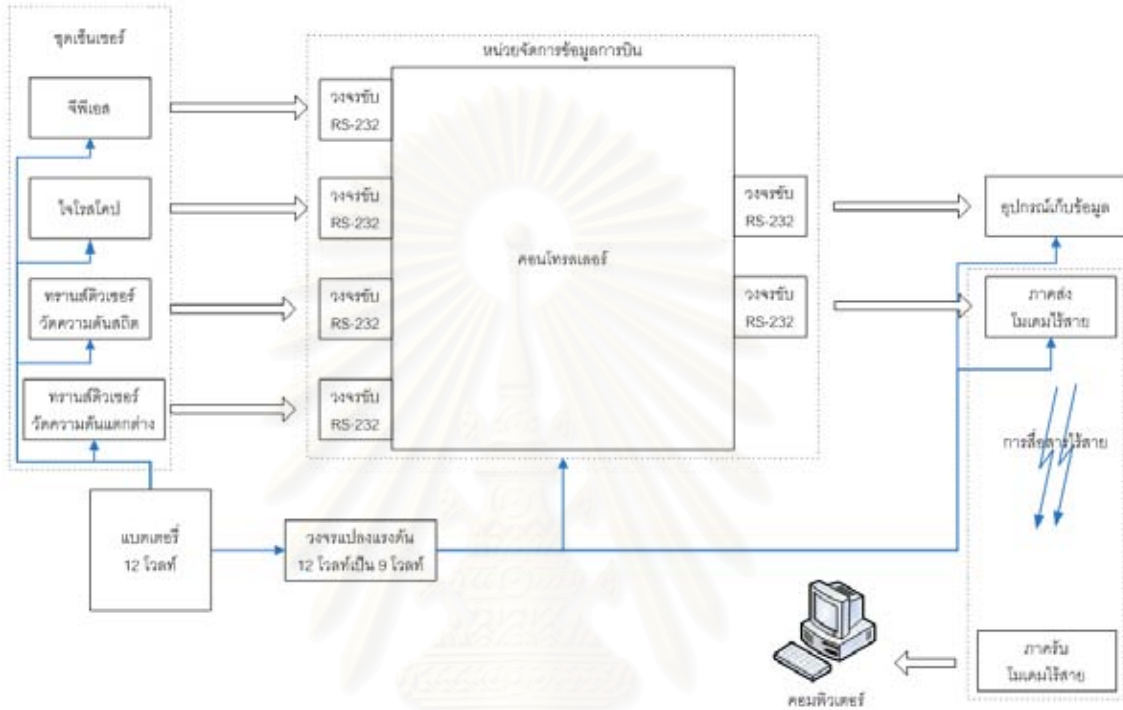 ชุดเซ็นเซอร์
หน่วยจัดการข้อมูลการบิน
จีพีเอส
วงจรขับ
RS-232
ไจโรสโคป
วงจรขับ
RS-232
วงจรขับ
RS-232
อุปกรณ์เก็บข้อมูล
คอนโทรลเลอร์
ทรานส์ดิวเซอร์
วัดความดันสถิต
วงจรขับ
RS-232
วงจรขับ
RS-232
ภาคส่ง
โมเดมไร้สาย
ทรานส์ดิวเซอร์
วัดความดันแตกต่าง
วงจรขับ
RS-232
การสื่อสารไร้สาย
แบตเตอรี่
12 โวลท์
วงจรแปลงแรงดัน
12 โวลท์เป็น 9 โวลท์
ภาครับ
โมเดมไร้สาย
คอมพิวเตอร์